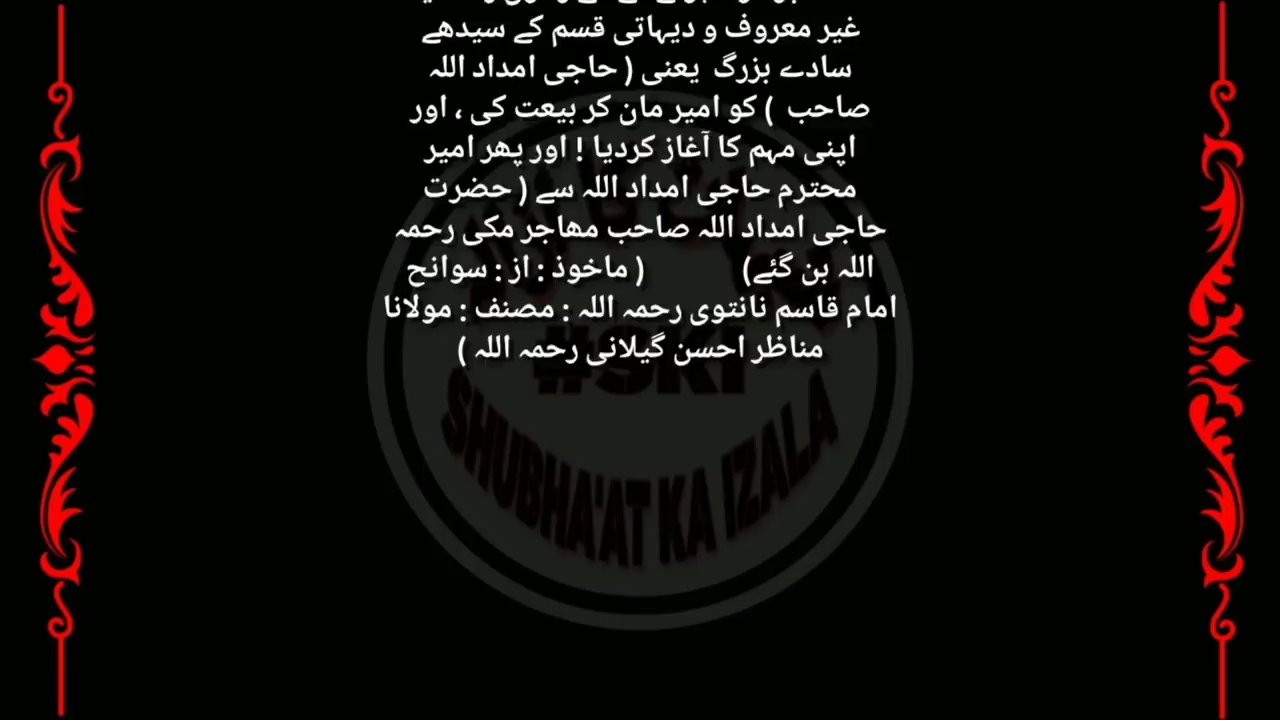 غیر معروف و دیہاتی قسم کے سیدھے
سادے بزرگ یعنی ( حاجی امداد اللہ
صاحب ) کو امیر مان کر بیعت کی ، اور
اپنی مہم کا آغاز کردیا ! اور پھر امیر
محترم حاجی امداد اللہ سے ( حضرت
حاجی امداد اللہ صاحب مھاجر مکی رحمہ
اللہ بن گئے) ( ماخوذ : از : سوانح
امام قاسم نانتوی رحمہ اللہ : مصنف : مولانا
مناظر احسن گیلانی رحمہ اللہ )
#SKI
SHUBHA'AT KA IZALA